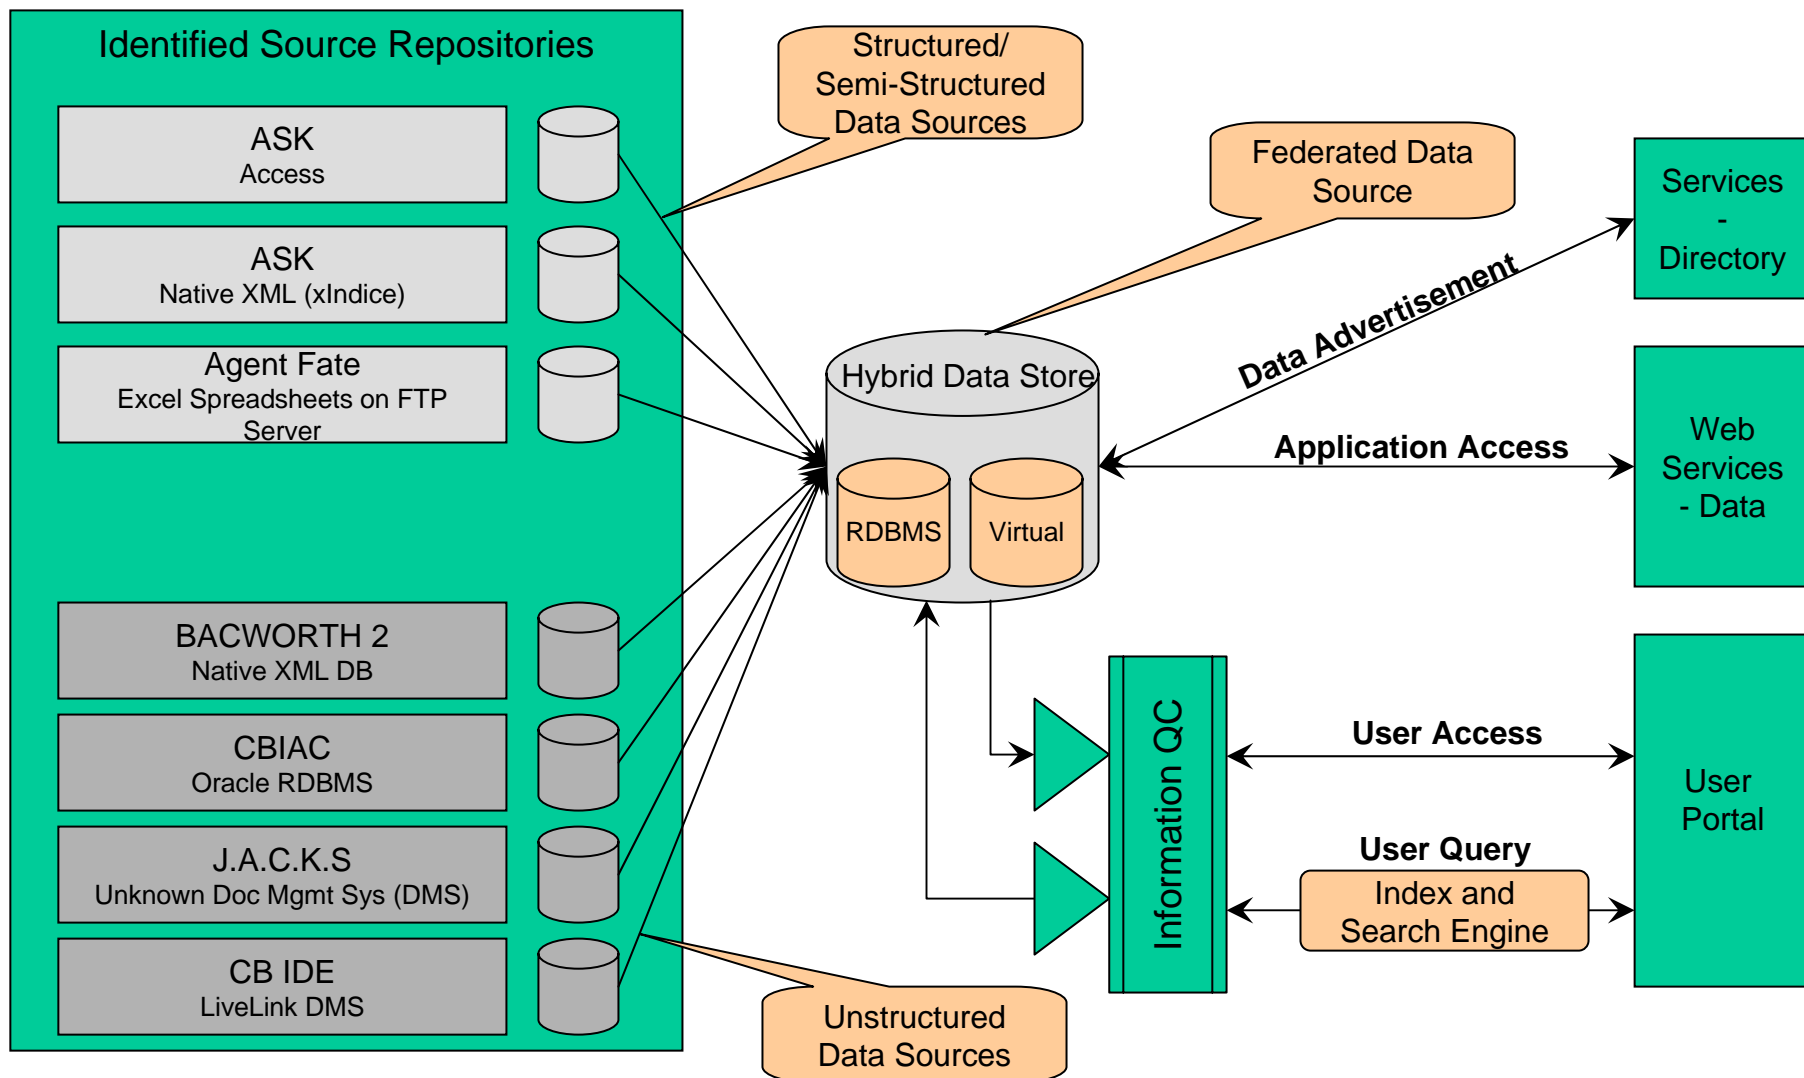 Identified Source Repositories
ASK
Access
ASK
Native XML (xIndice)
Agent Fate
Excel Spreadsheets on FTP
Server
BACWORTH 2
Native XML DB
CBIAC
Oracle RDBMS
J.A.C.K.S
Unknown Doc Mgmt Sys (DMS)
CB IDE
LiveLink DMS
Structured/
Semi-Structured
Data Sources
Federated Data
Source
Hybrid Data Store
RDBMS
Virtual
Unstructured
Data Sources
Data Advertisement
Application Access
Information QC
User Access
User Query
Index and
Search Engine
Services
-
Directory
Web
Services
- Data
User
Portal